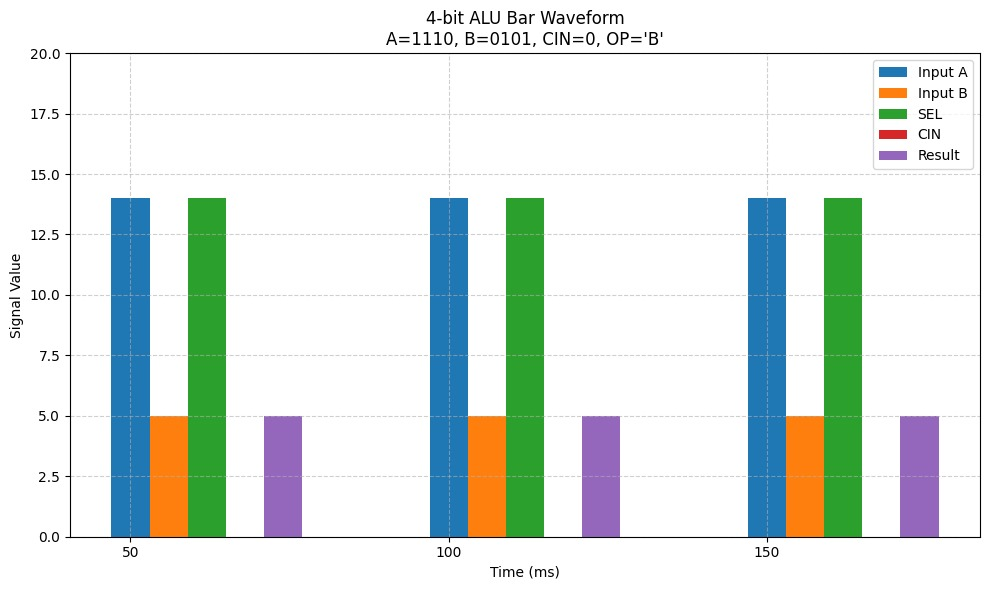 4-bit ALU Bar Waveform
A=1110, B=0101, CIN=0, OP='B'
20.0
17.5
15.0
12.5
10.0
7.5
5.0
2.5
0.0
Signal Value
Input A
Input B
SEL
CIN
Result
50
100
150
Time (ms)